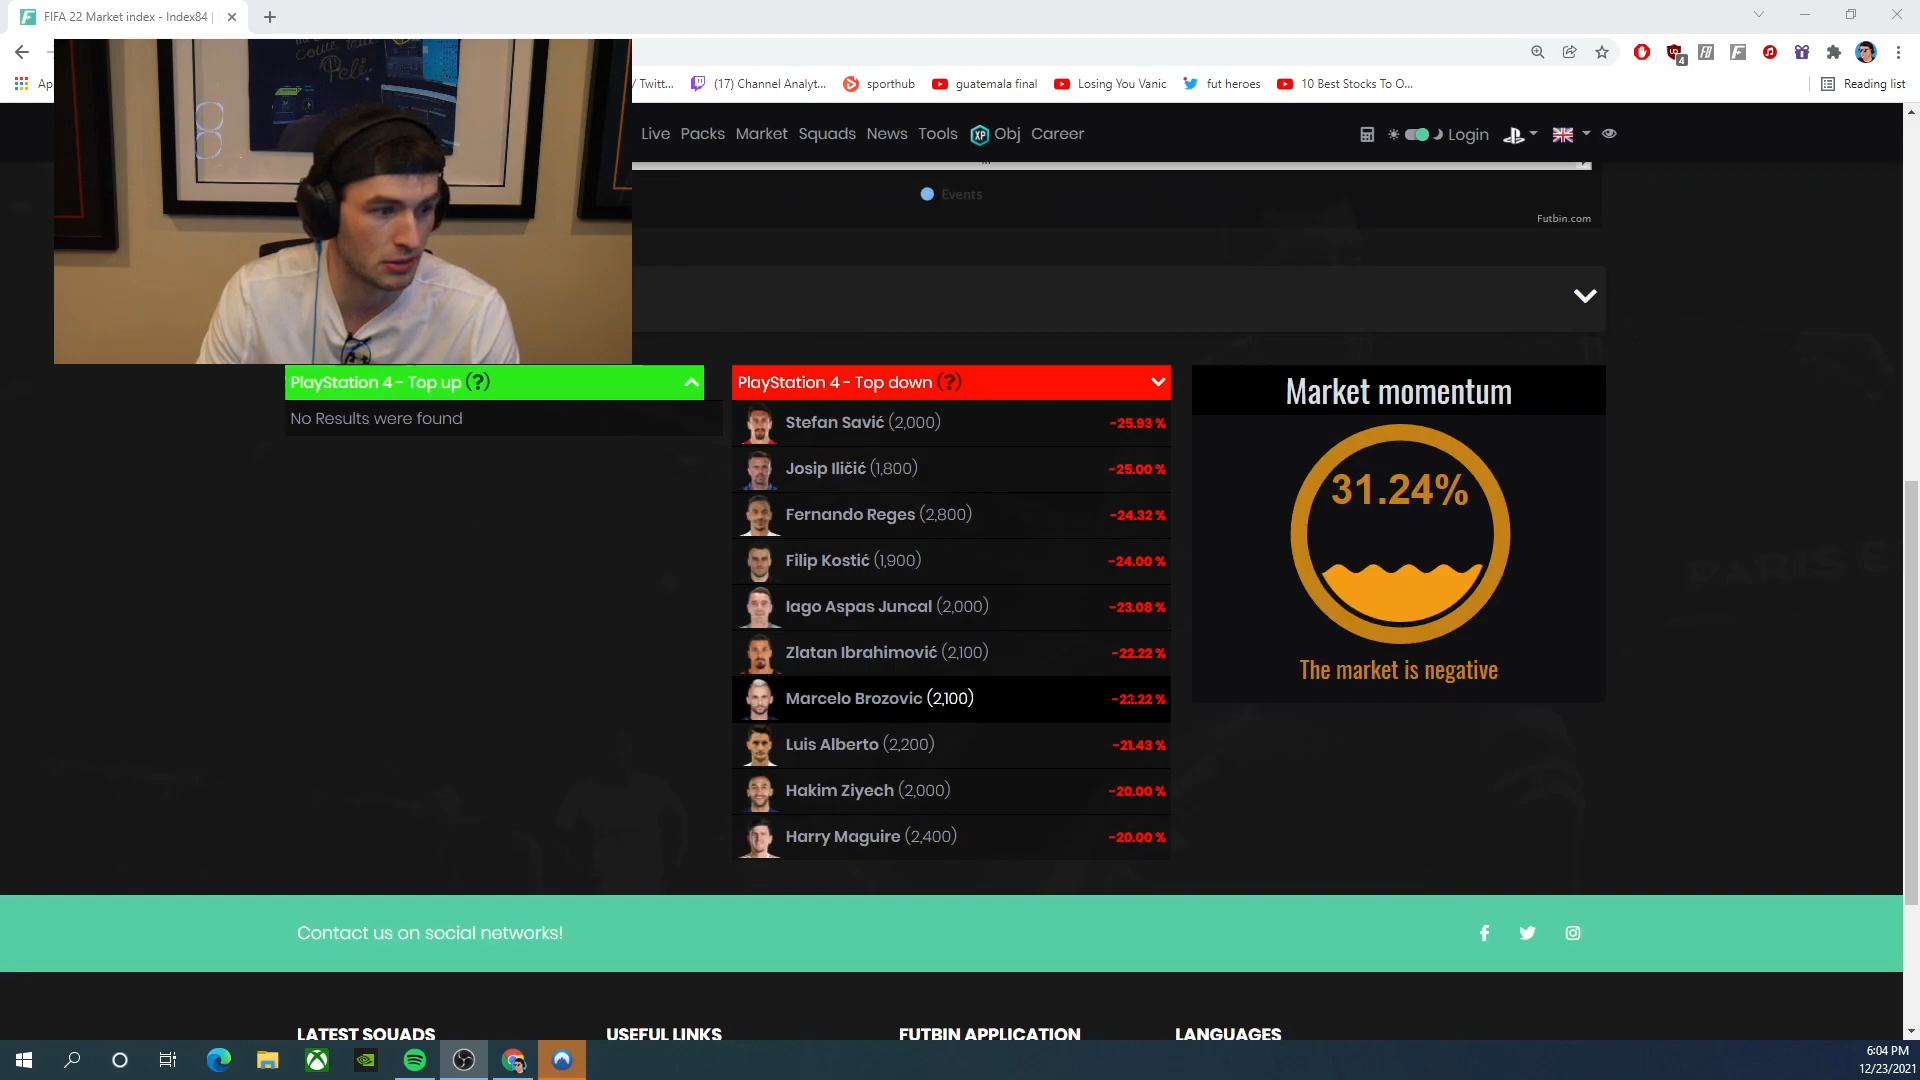 FIFA 22 Market index - Index84 |
Ap
/ Twitt...
(17) Channel Analyt...
sporthub
guatemala final
Losing You Vanic
fut heroes
10 Best Stocks To O...
Reading list
4
come true
Pelé
Live Packs Market Squads News Tools XP Obj Career
Login
Events
Futbin.com
PlayStation 4 - Top up (?)
No Results were found
PlayStation 4 - Top down (?)
Stefan Savić (2,000) -25.93 %
Josip Iličić (1,800) -25.00 %
Fernando Reges (2,800) -24.32 %
Filip Kostić (1,900) -24.00 %
Iago Aspas Juncal (2,000) -23.08 %
Zlatan Ibrahimović (2,100) -22.22 %
Marcelo Brozovic (2,100) -22.22 %
Luis Alberto (2,200) -21.43 %
Hakim Ziyech (2,000) -20.00 %
Harry Maguire (2,400) -20.00 %
Market momentum
31.24%
The market is negative
Contact us on social networks!
LATEST SQUADS
USEFUL LINKS
FUTBIN APPLICATION
LANGUAGES
6:04 PM
12/23/2021